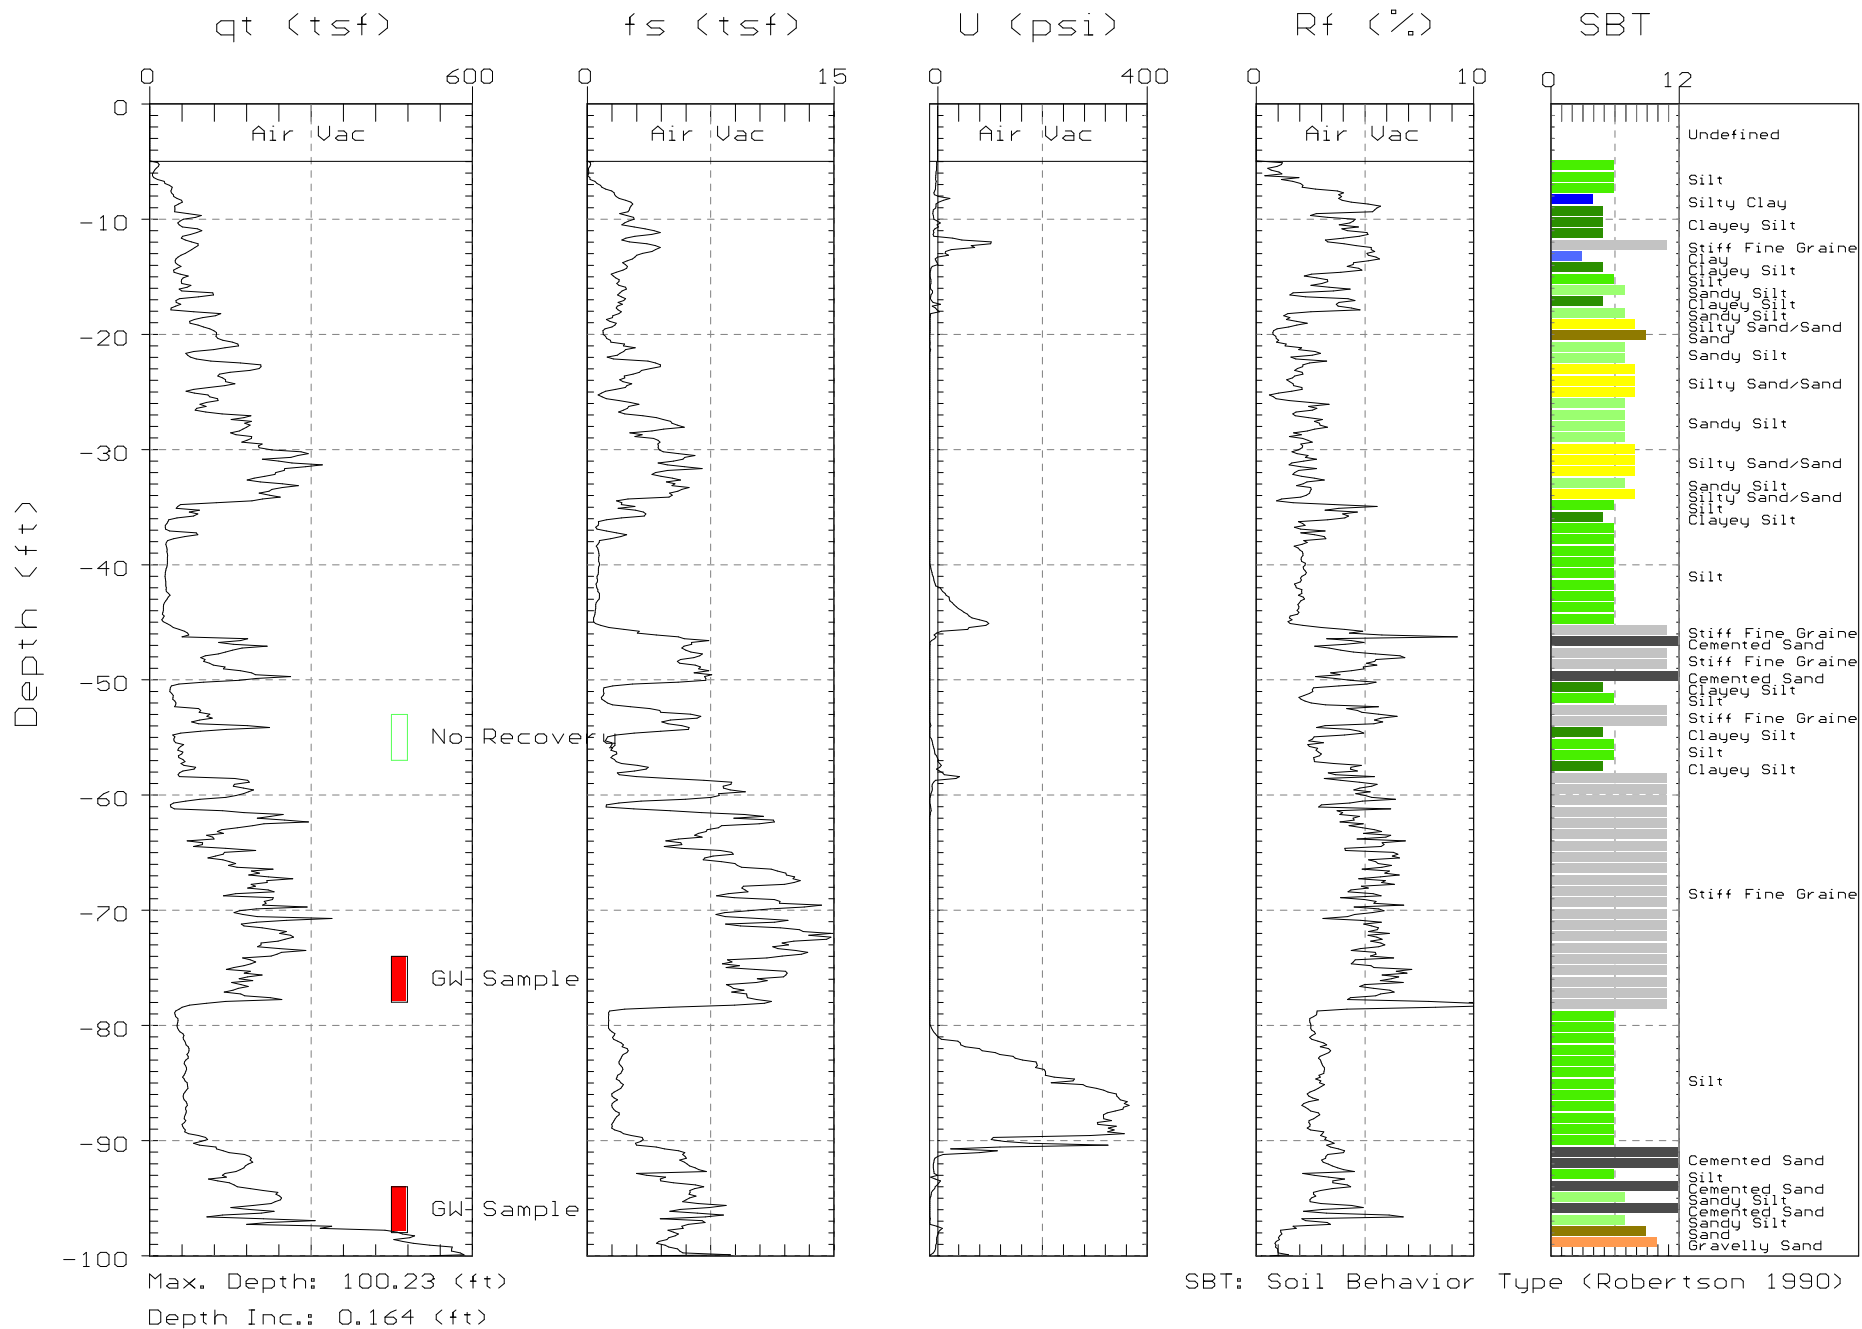 qt (tsf) fs (tsf) U (psi) Rf (%) SBT
0 600 0 15 0 400 0 10 0 12
0
Air Vac Air Vac Air Vac Air Vac
Undefined
Silt
Silty Clay
-10
Clayey Silt
Stiff Fine Graine
Clay
Clayey Silt
Silt
Sandy Silt
Clayey Silt
Sandy Silt
Silty Sand/Sand
-20
Sand
Sandy Silt
Silty Sand/Sand
Sandy Silt
-30
Silty Sand/Sand
Sandy Silt
Silty Sand/Sand
Silt
Clayey Silt
Depth (ft)
-40
Silt
Stiff Fine Graine
Cemented Sand
Stiff Fine Graine
-50
Cemented Sand
Clayey Silt
Silt
Stiff Fine Graine
No Recovery
Clayey Silt
Silt
Clayey Silt
-60
Stiff Fine Graine
-70
GW Sample
-80
Silt
-90
Cemented Sand
Silt
Cemented Sand
Sandy Silt
GW Sample
Cemented Sand
Sandy Silt
Sand
Gravelly Sand
-100
Max. Depth: 100.23 (ft)
SBT: Soil Behavior Type (Robertson 1990)
Depth Inc.: 0.164 (ft)